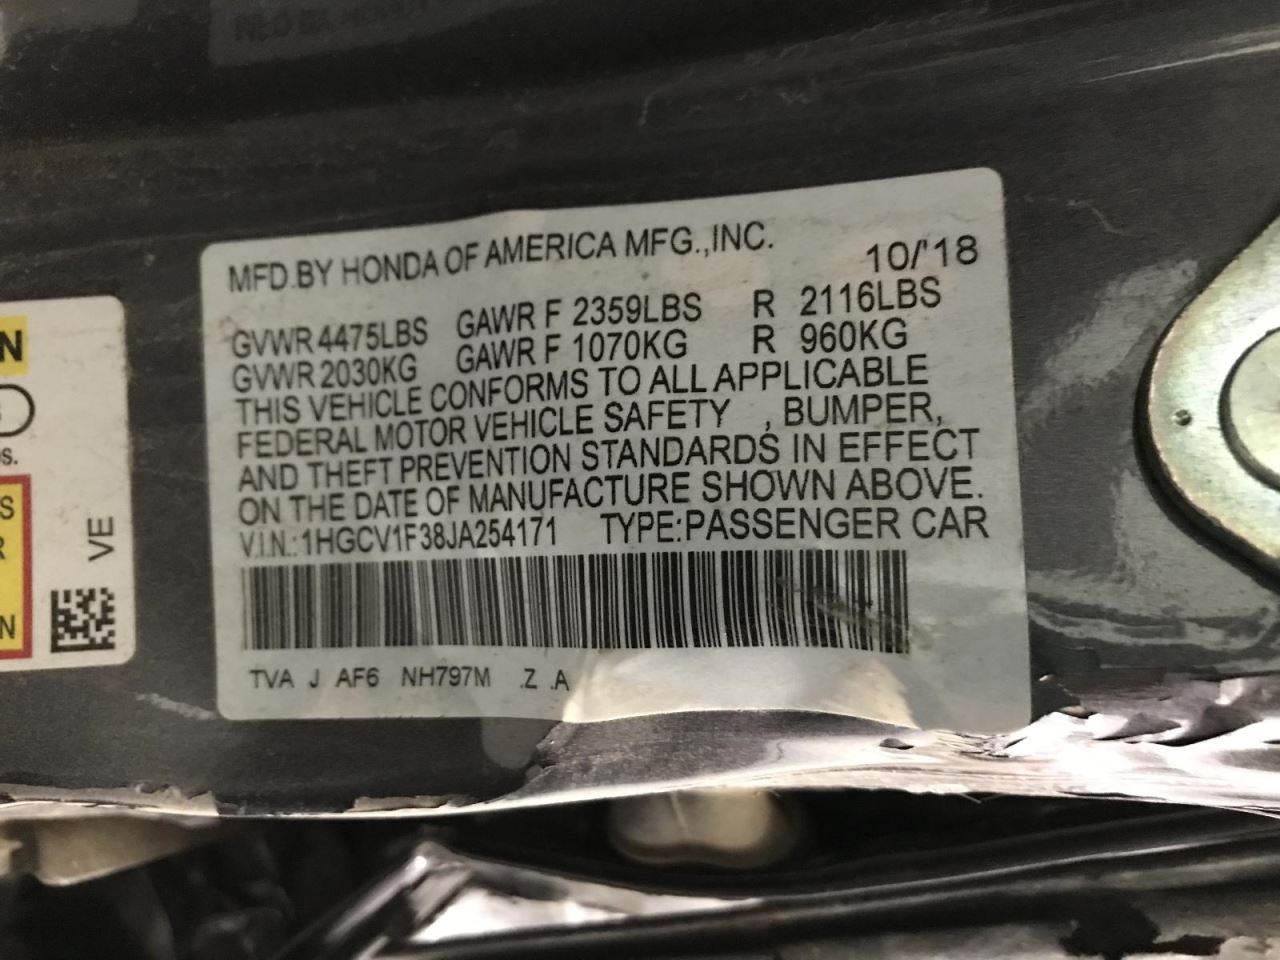 MFD.BY HONDA OF AMERICA MFG.,INC.
10/'18
GVWR 4475LBS GAWR F 2359LBS R 2116LBS
GVWR 2030KG GAWR F 1070KG R 960KG
THIS VEHICLE CONFORMS TO ALL APPLICABLE
FEDERAL MOTOR VEHICLE SAFETY , BUMPER,
AND THEFT PREVENTION STANDARDS IN EFFECT
ON THE DATE OF MANUFACTURE SHOWN ABOVE.
V.I.N.:1HGCV1F38JA254171 TYPE:PASSENGER CAR
TVA J AF6 NH797M .Z .A
VE